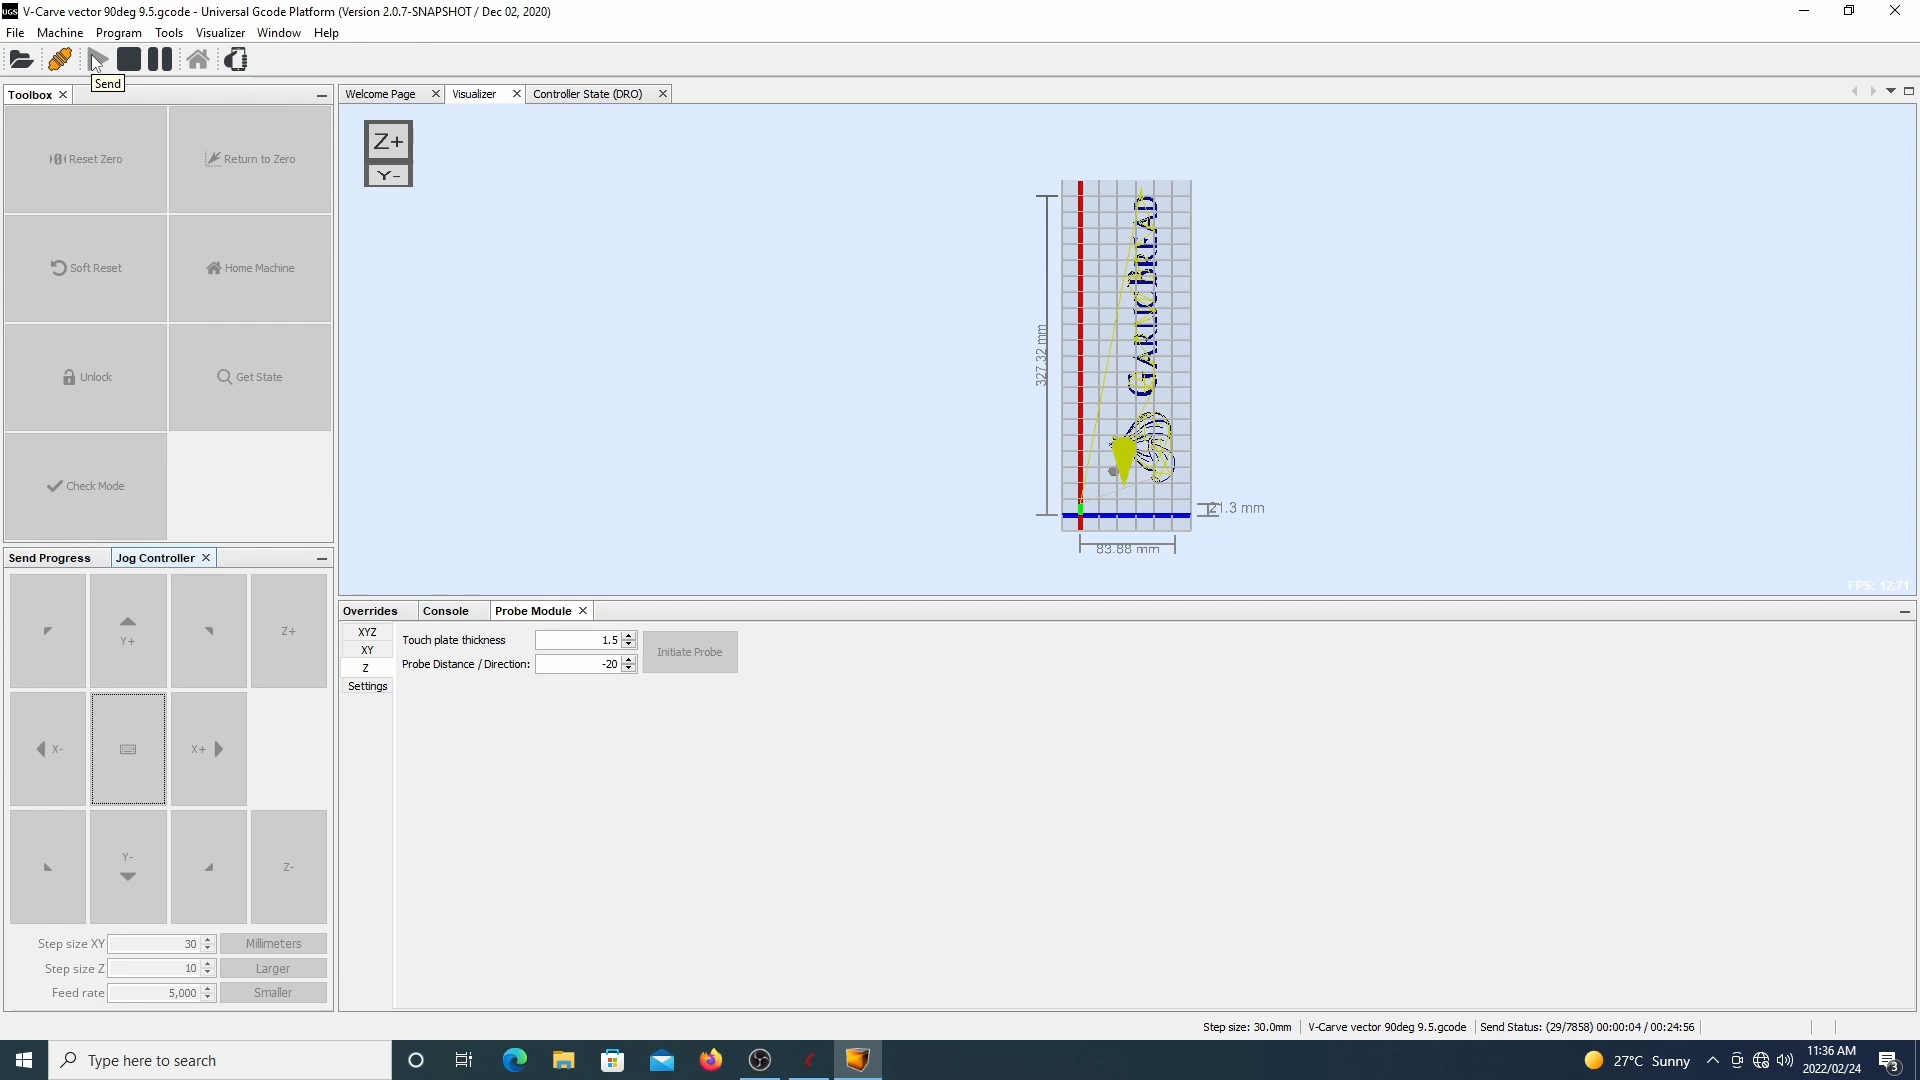 UGS V-Carve vector 90deg 9.5.gcode - Universal Gcode Platform (Version 2.0.7-SNAPSHOT / Dec 02, 2020)
File Machine Program Tools Visualizer Window Help
Send
Toolbox
Welcome Page Visualizer Controller State (DRO)
Reset Zero
Return to Zero
Soft Reset
Home Machine
Unlock
Get State
Check Mode
Z+
Y-
327.32 mm
GARLIC BREAD
21.3 mm
83.88 mm
FPS: 12.71
Send Progress Jog Controller
Y+
Z+
X-
X+
Y-
Z-
Step size XY 30 Millimeters
Step size Z 10 Larger
Feed rate 5,000 Smaller
Overrides Console Probe Module
XYZ
XY
Z
Settings
Touch plate thickness 1.5
Probe Distance / Direction: -20
Initiate Probe
Step size: 30.0mm V-Carve vector 90deg 9.5.gcode Send Status: (29/7858) 00:00:04 / 00:24:56
Type here to search
27°C Sunny
11:36 AM
2022/02/24
3